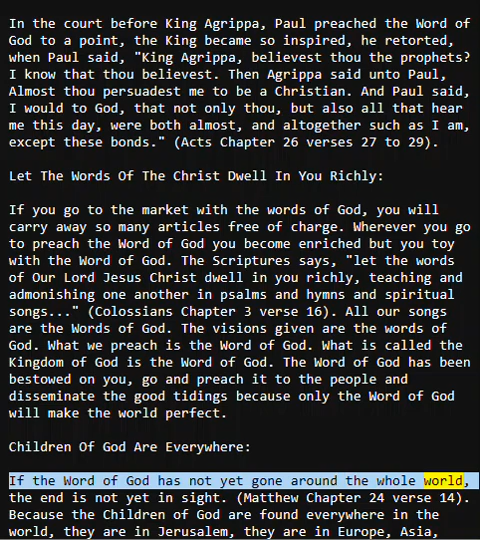 In the court before King Agrippa, Paul preached the Word of
God to a point, the King became so inspired, he retorted,
when Paul said, "King Agrippa, believest thou the prophets?
I know that thou believest. Then Agrippa said unto Paul,
Almost thou persuadest me to be a Christian. And Paul said,
I would to God, that not only thou, but also all that hear
me this day, were both almost, and altogether such as I am,
except these bonds." (Acts Chapter 26 verses 27 to 29).
Let The Words Of The Christ Dwell In You Richly:
If you go to the market with the words of God, you will
carry away so many articles free of charge. Wherever you go
to preach the Word of God you become enriched but you toy
with the Word of God. The Scriptures says, "let the words
of Our Lord Jesus Christ dwell in you richly, teaching and
admonishing one another in psalms and hymns and spiritual
songs..." (Colossians Chapter 3 verse 16). All our songs
are the Words of God. The visions given are the words of
God. What we preach is the Word of God. What is called the
Kingdom of God is the Word of God. The Word of God has been
bestowed on you, go and preach it to the people and
disseminate the good tidings because only the Word of God
will make the world perfect.
Children Of God Are Everywhere:
If the Word of God has not yet gone around the whole world,
the end is not yet in sight. (Matthew Chapter 24 verse 14).
Because the Children of God are found everywhere in the
world, they are in Jerusalem, they are in Europe, Asia,